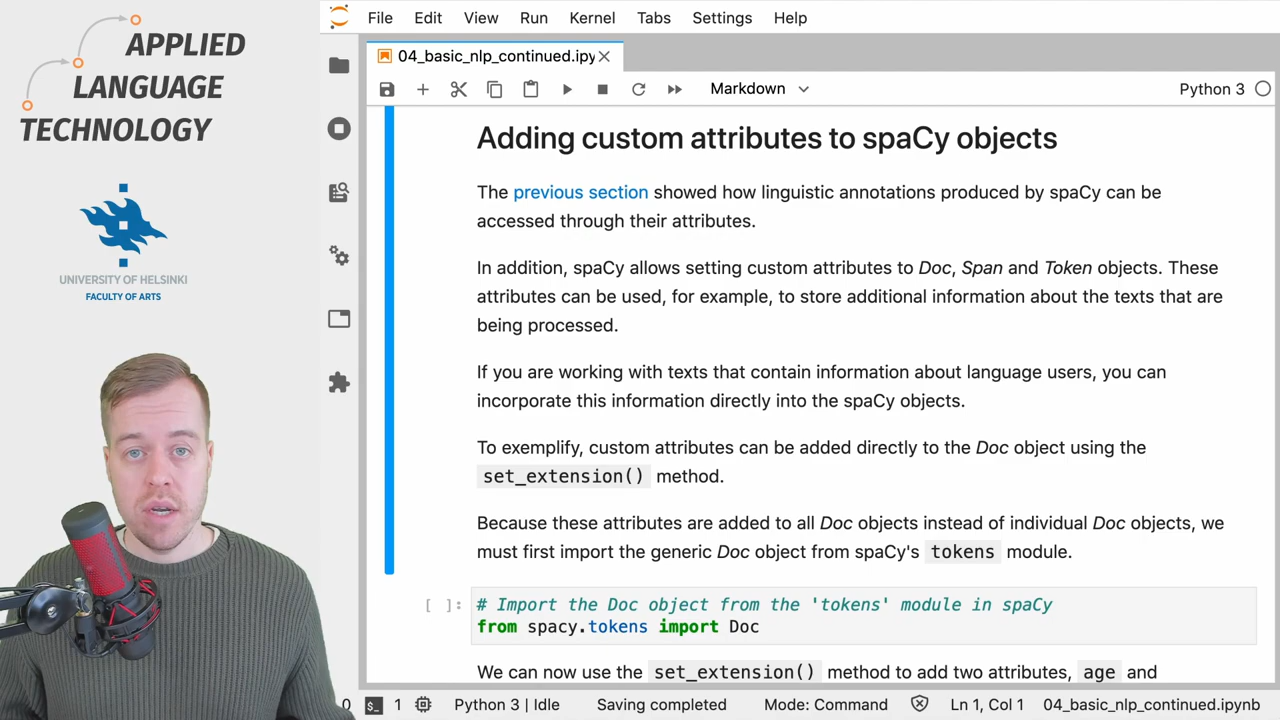 APPLIED
LANGUAGE
TECHNOLOGY
UNIVERSITY OF HELSINKI
FACULTY OF ARTS
File Edit View Run Kernel Tabs Settings Help
04_basic_nlp_continued.ipy
Markdown
Python 3
Adding custom attributes to spaCy objects
The previous section showed how linguistic annotations produced by spaCy can be
accessed through their attributes.
In addition, spaCy allows setting custom attributes to Doc, Span and Token objects. These
attributes can be used, for example, to store additional information about the texts that are
being processed.
If you are working with texts that contain information about language users, you can
incorporate this information directly into the spaCy objects.
To exemplify, custom attributes can be added directly to the Doc object using the
set_extension() method.
Because these attributes are added to all Doc objects instead of individual Doc objects, we
must first import the generic Doc object from spaCy's tokens module.
[ ]: # Import the Doc object from the 'tokens' module in spaCy
from spacy.tokens import Doc
We can now use the set_extension() method to add two attributes, age and
0 $_ 1 Python 3 | Idle Saving completed Mode: Command Ln 1, Col 1 04_basic_nlp_continued.ipynb